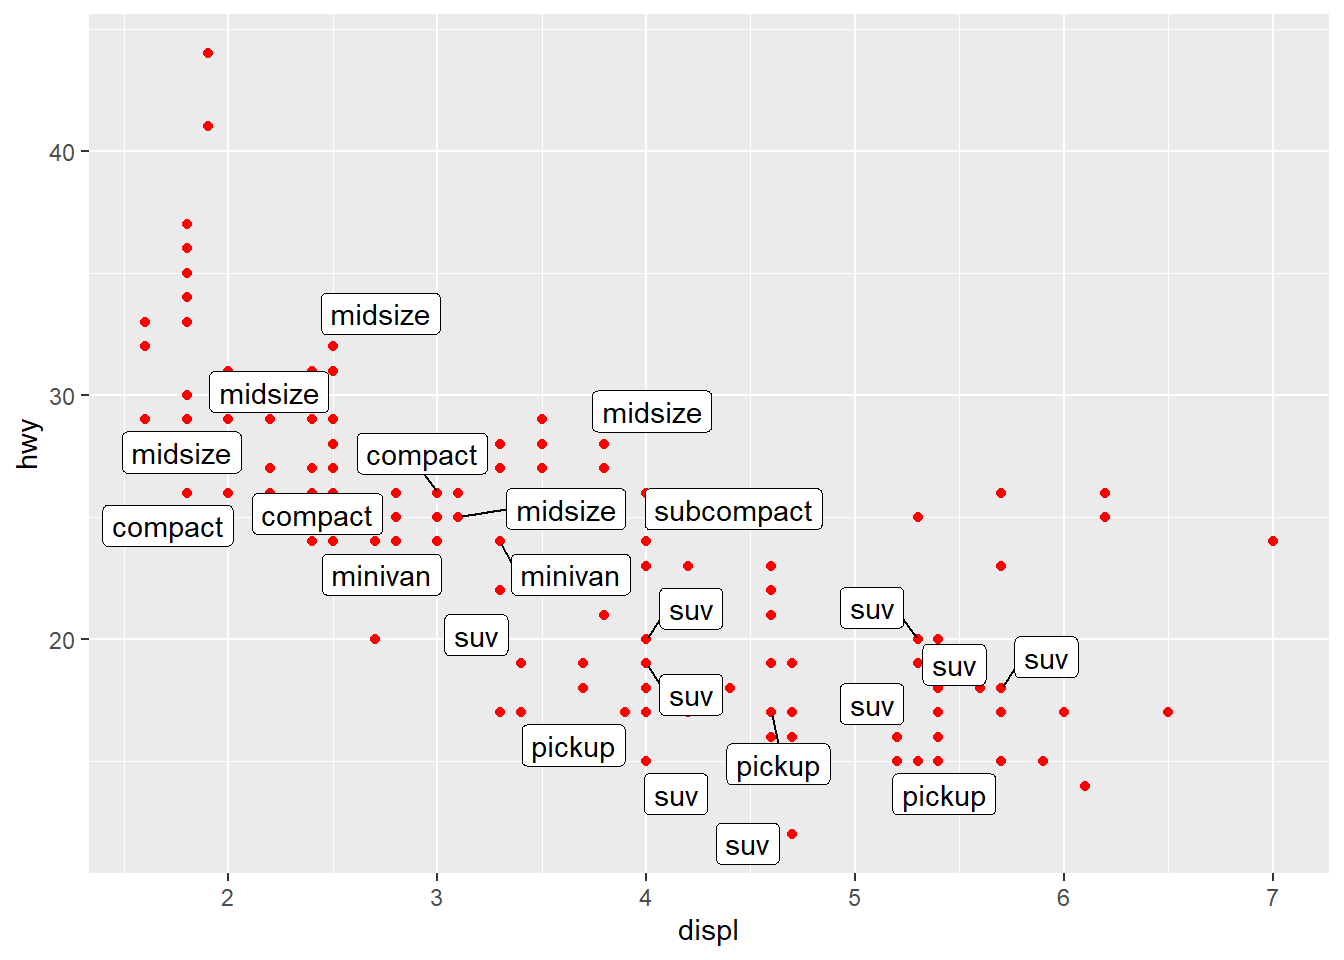 hwy
40
30
20
midsize
midsize
midsize
midsize
compact
compact
compact
midsize
subcompact
minivan
minivan
suv
suv
suv
suv
suv
suv
suv
pickup
pickup
pickup
suv
suv
2
3
4
5
6
7
displ